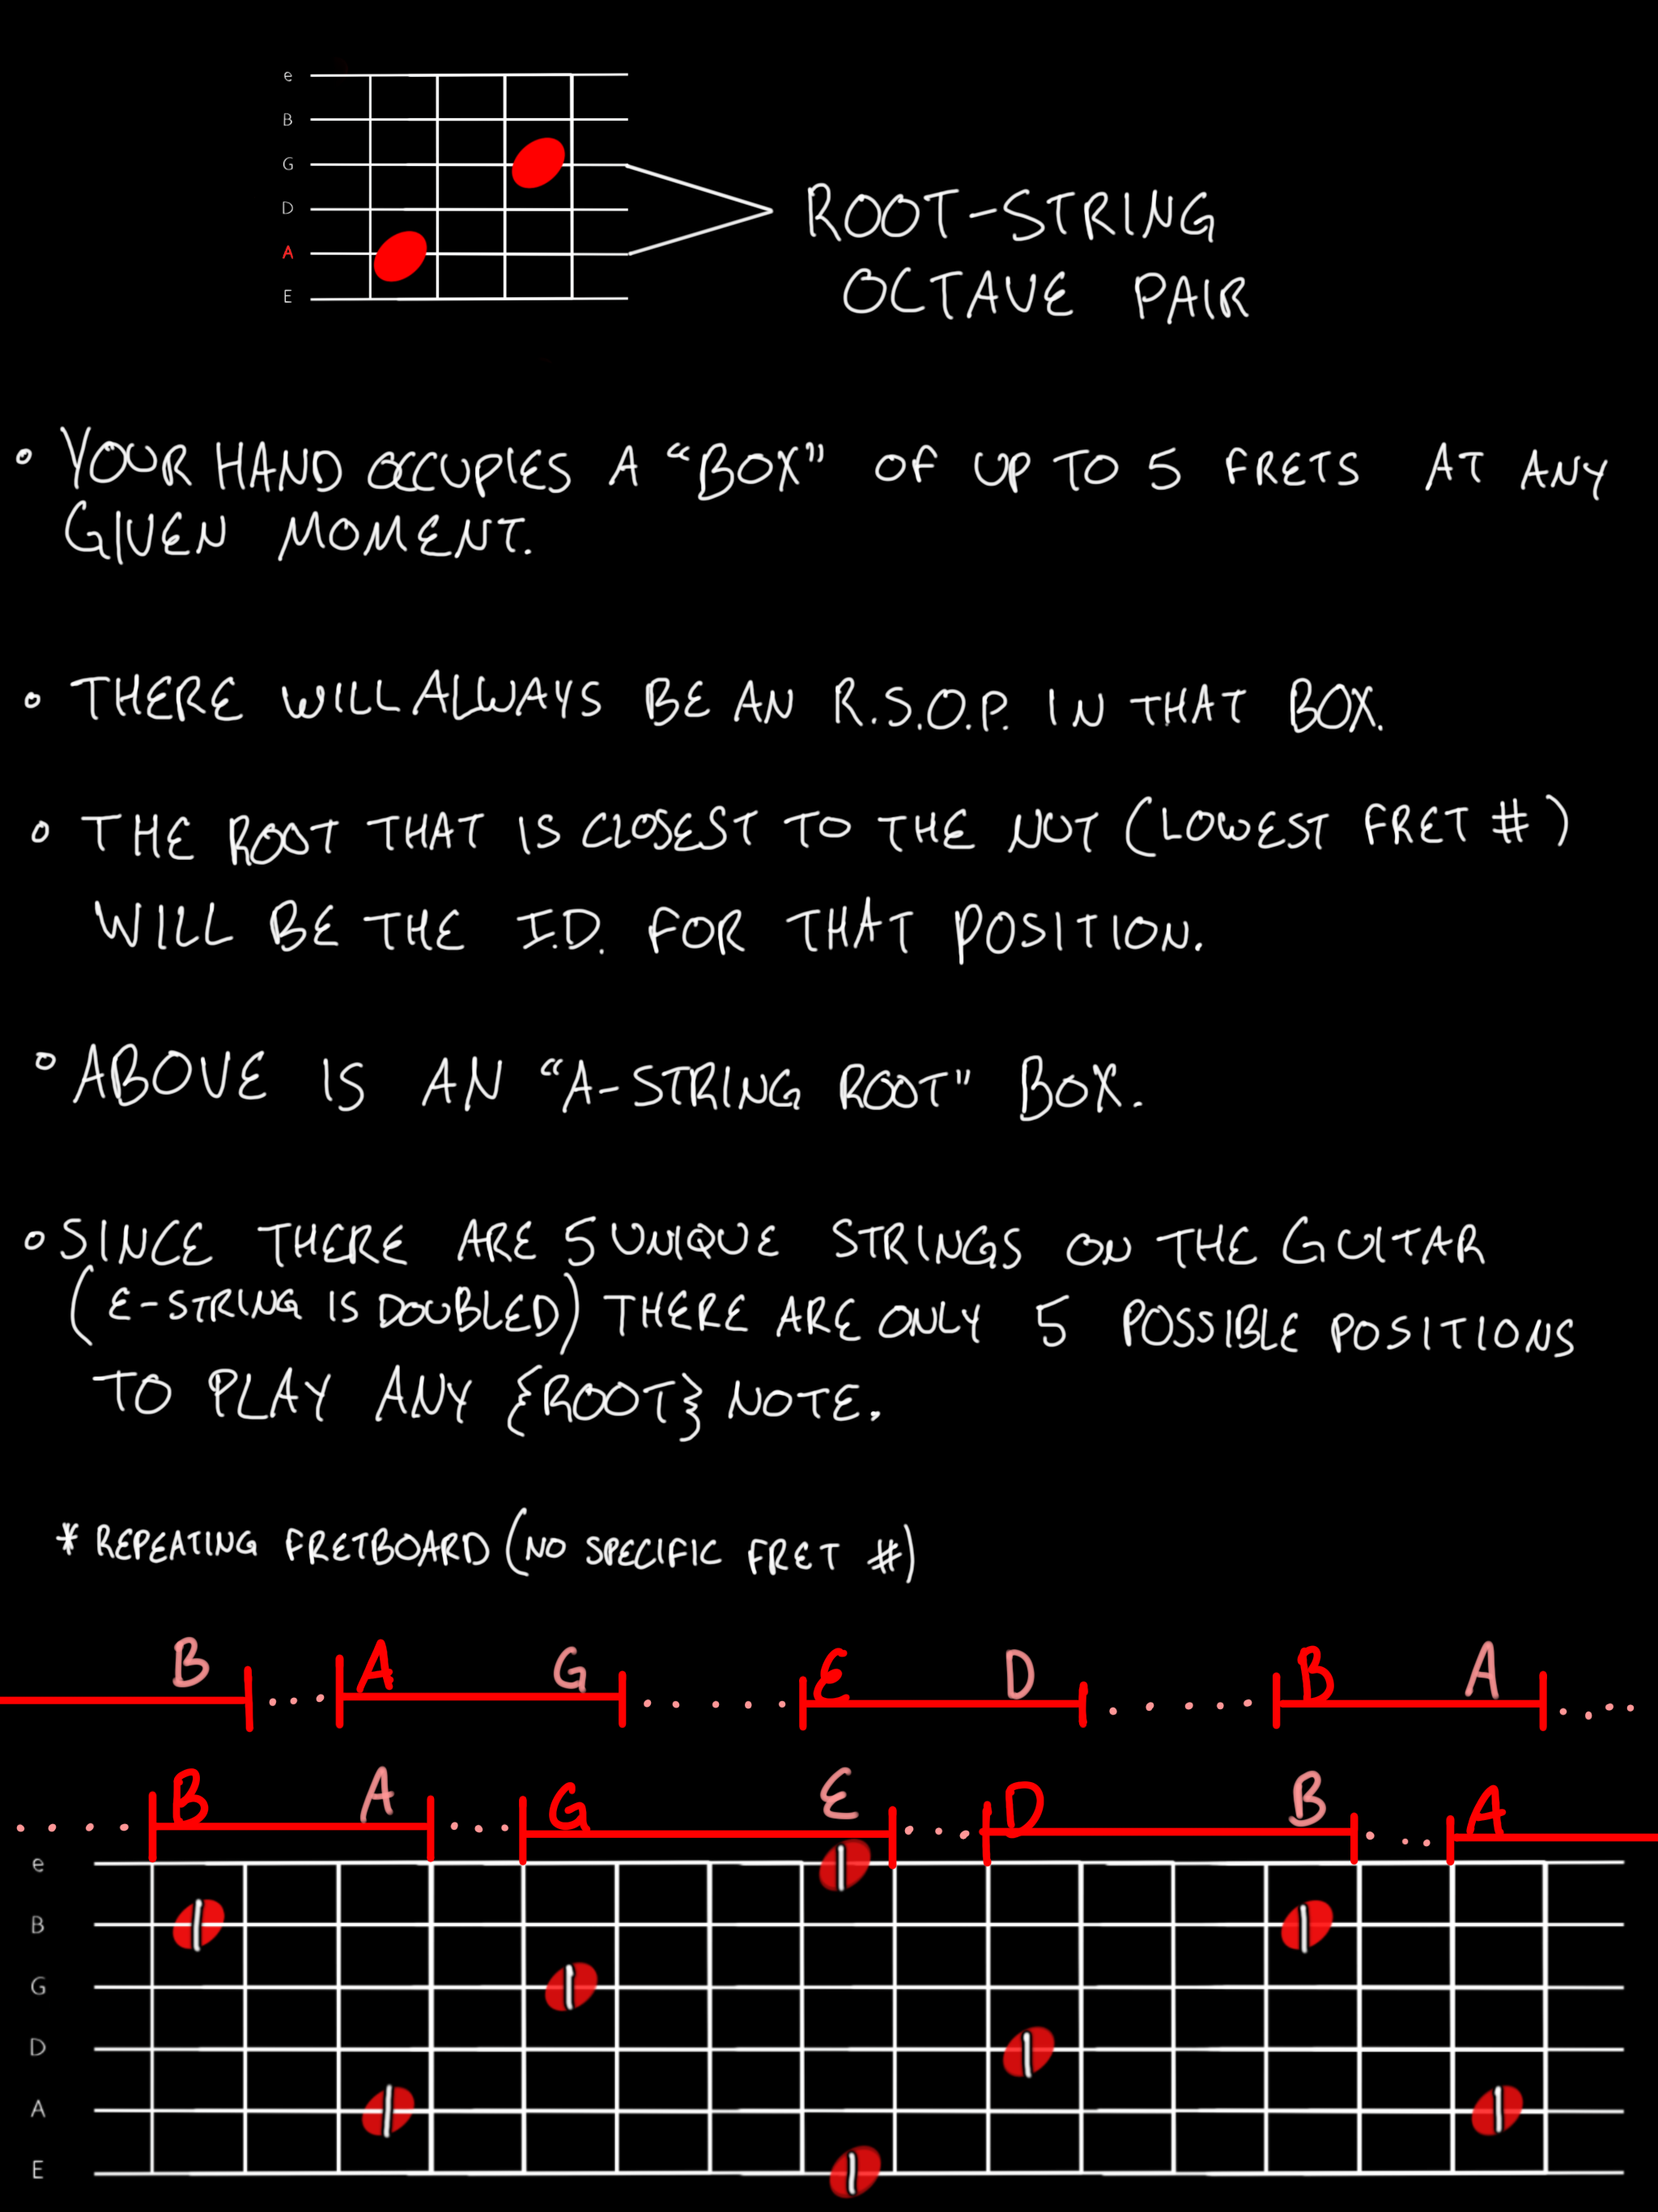 e
B
G
D
A
E
ROOT-STRING
OCTAVE PAIR
• YOUR HAND OCCUPIES A "BOX" OF UP TO 5 FRETS AT ANY
GIVEN MOMENT.
• THERE WILL ALWAYS BE AN R.S.O.P. IN THAT BOX.
• THE ROOT THAT IS CLOSEST TO THE NUT (LOWEST FRET #)
WILL BE THE I.D. FOR THAT POSITION.
• ABOVE IS AN "A-STRING ROOT" BOX.
• SINCE THERE ARE 5 UNIQUE STRINGS ON THE GUITAR
(E-STRING IS DOUBLED) THERE ARE ONLY 5 POSSIBLE POSITIONS
TO PLAY ANY {ROOT} NOTE.
* REPEATING FRETBOARD (NO SPECIFIC FRET #)
B A G E D B A
B A G E D B A
e
B
G
D
A
E